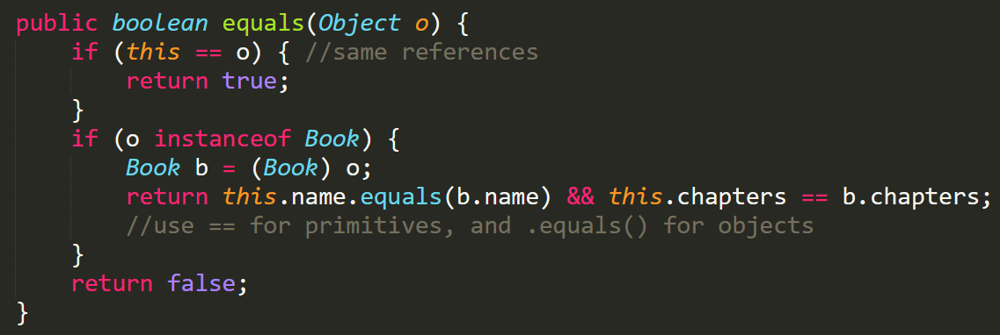 public boolean equals(Object o) {
    if (this == o) { //same references
        return true;
    }
    if (o instanceof Book) {
        Book b = (Book) o;
        return this.name.equals(b.name) && this.chapters == b.chapters;
        //use == for primitives, and .equals() for objects
    }
    return false;
}